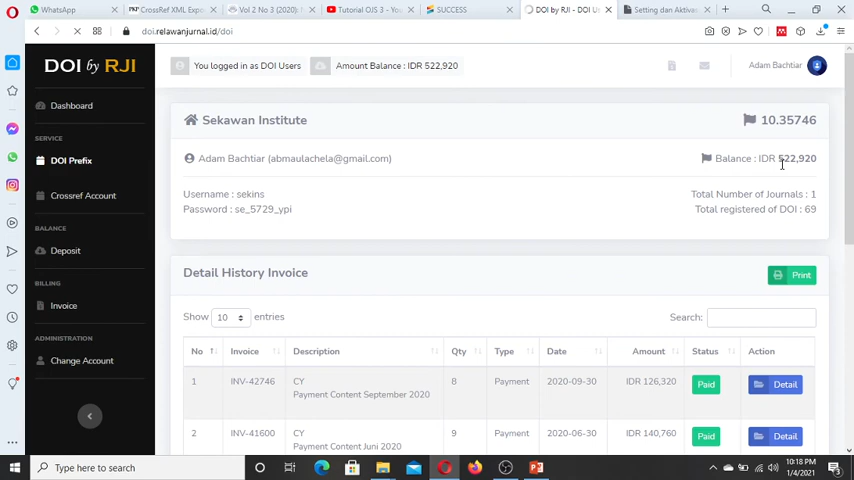 WhatsApp
CrossRef XML Expo
Vol 2 No 3 (2020):
Tutorial OJS 3 - You
SUCCESS
DOI by RJI - DOI Us
Setting dan Aktivas
doi.relawanjurnal.id/doi
DOI by RJI
You logged in as DOI Users
Amount Balance : IDR 522,920
Adam Bachtiar
Dashboard
SERVICE
DOI Prefix
Crossref Account
BALANCE
Deposit
BILLING
Invoice
ADMINISTRATION
Change Account
Sekawan Institute
10.35746
Adam Bachtiar (abmaulachela@gmail.com)
Balance : IDR 522,920
Username : sekins
Total Number of Journals : 1
Password : se_5729_ypi
Total registered of DOI : 69
Detail History Invoice
Print
Show 10 entries
Search:
No Invoice Description Qty Type Date Amount Status Action
1 INV-42746 CY Payment Content September 2020 8 Payment 2020-09-30 IDR 126,320 Paid Detail
2 INV-41600 CY Payment Content Juni 2020 9 Payment 2020-06-30 IDR 140,760 Paid Detail
Type here to search
10:18 PM
1/4/2021